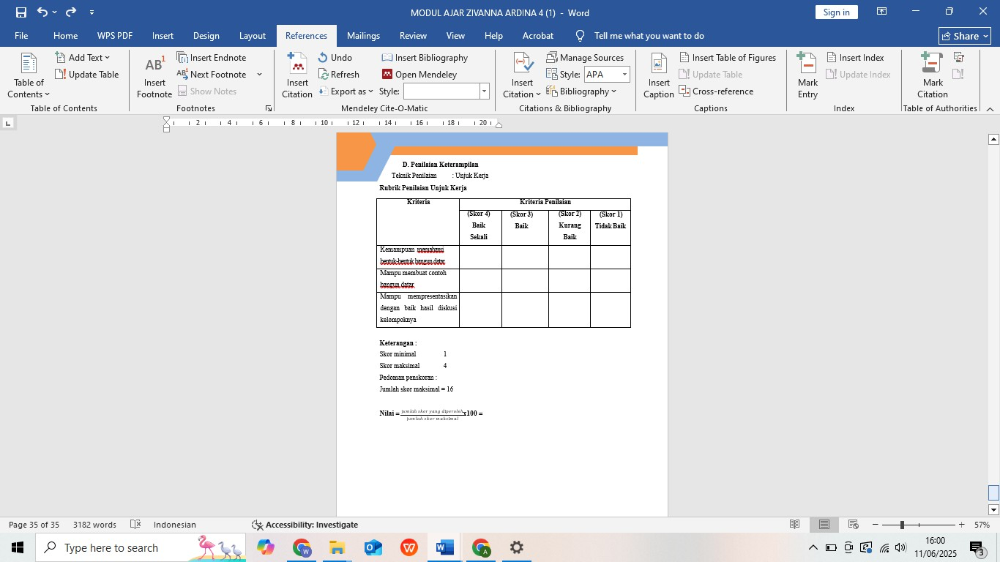 MODUL AJAR ZIVANNA ARDINA 4 (1) - Word
Sign in
File Home WPS PDF Insert Design Layout References Mailings Review View Help Acrobat Tell me what you want to do Share
Table of Contents
Add Text
Update Table
Table of Contents
AB1
Insert Footnote
Insert Endnote
Next Footnote
Show Notes
Footnotes
Insert Citation
Undo
Refresh
Export as
Insert Bibliography
Open Mendeley
Style:
Mendeley Cite-O-Matic
Insert Citation
Manage Sources
Style: APA
Bibliography
Citations & Bibliography
Insert Caption
Insert Table of Figures
Update Table
Cross-reference
Captions
Mark Entry
Insert Index
Update Index
Index
Mark Citation
Table of Authorities
2 4 6 8 10 12 14 16 18 20
D. Penilaian Keterampilan
Teknik Penilaian : Unjuk Kerja
Rubrik Penilaian Unjuk Kerja
Kriteria Kriteria Penilaian
(Skor 4) (Skor 3) (Skor 2) (Skor 1)
Baik Baik Kurang Tidak Baik
Sekali Baik
Kemampuan memahami
bentuk-bentuk bangun datar
Mampu membuat contoh
bangun datar.
Mampu mempresentasikan
dengan baik hasil diskusi
kelompoknya
Keterangan :
Skor minimal 1
Skor maksimal 4
Pedoman penskoran :
Jumlah skor maksimal = 16
Nilai = jumlah skor yang diperoleh / jumlah skor maksimal x100 =
Page 35 of 35 3182 words Indonesian Accessibility: Investigate 57%
Type here to search
16:00
11/06/2025
3